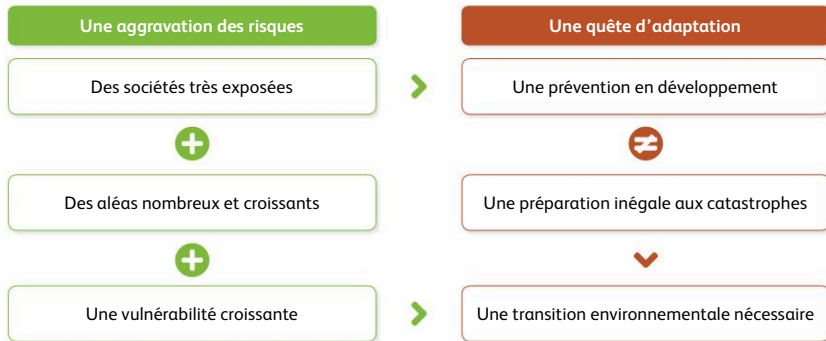 Une aggravation des risques
Une quête d’adaptation
Des sociétés très exposées
Une prévention en développement
Des aléas nombreux et croissants
Une préparation inégale aux catastrophes
Une vulnérabilité croissante
Une transition environnementale nécessaire